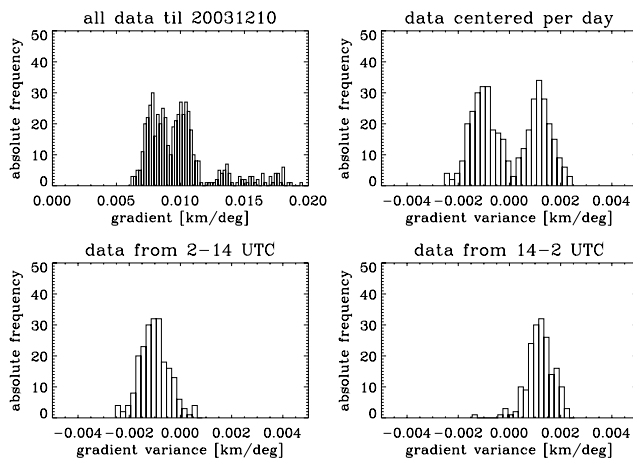 all data til 20031210
absolute frequency
50
40
30
20
10
0
0.000 0.005 0.010 0.015 0.020
gradient [km/deg]
data centered per day
absolute frequency
50
40
30
20
10
0
-0.004 -0.002 0.000 0.002 0.004
gradient variance [km/deg]
data from 2-14 UTC
absolute frequency
50
40
30
20
10
0
-0.004 -0.002 0.000 0.002 0.004
gradient variance [km/deg]
data from 14-2 UTC
absolute frequency
50
40
30
20
10
0
-0.004 -0.002 0.000 0.002 0.004
gradient variance [km/deg]